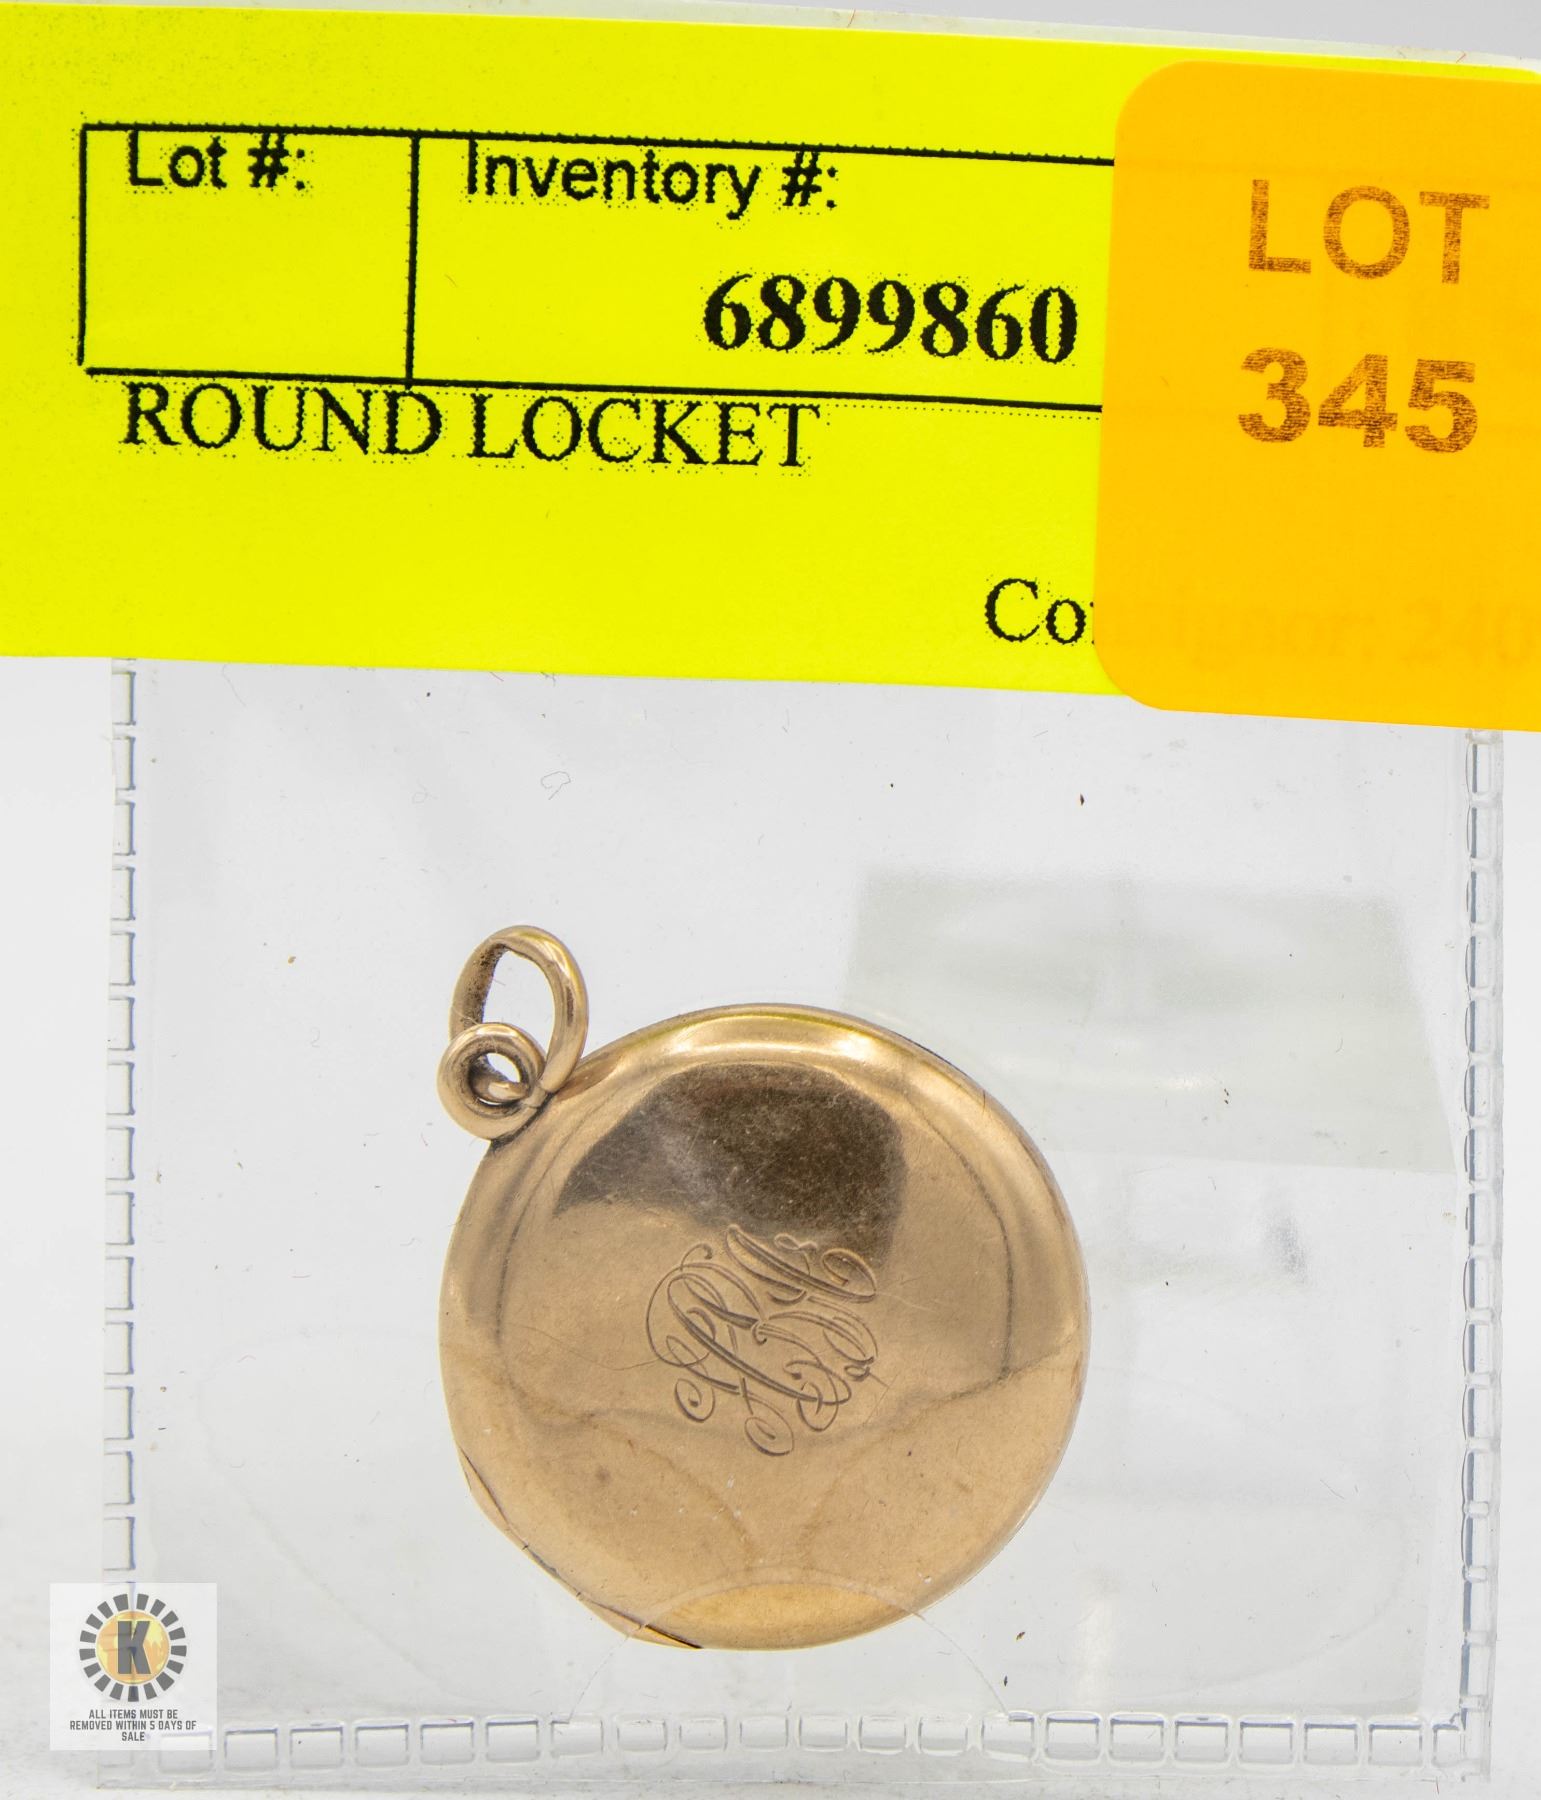 Lot #:
Inventory #:
6899860
ROUND LOCKET
LOT
345
K
ALL ITEMS MUST BE
REMOVED WITHIN 5 DAYS OF
SALE